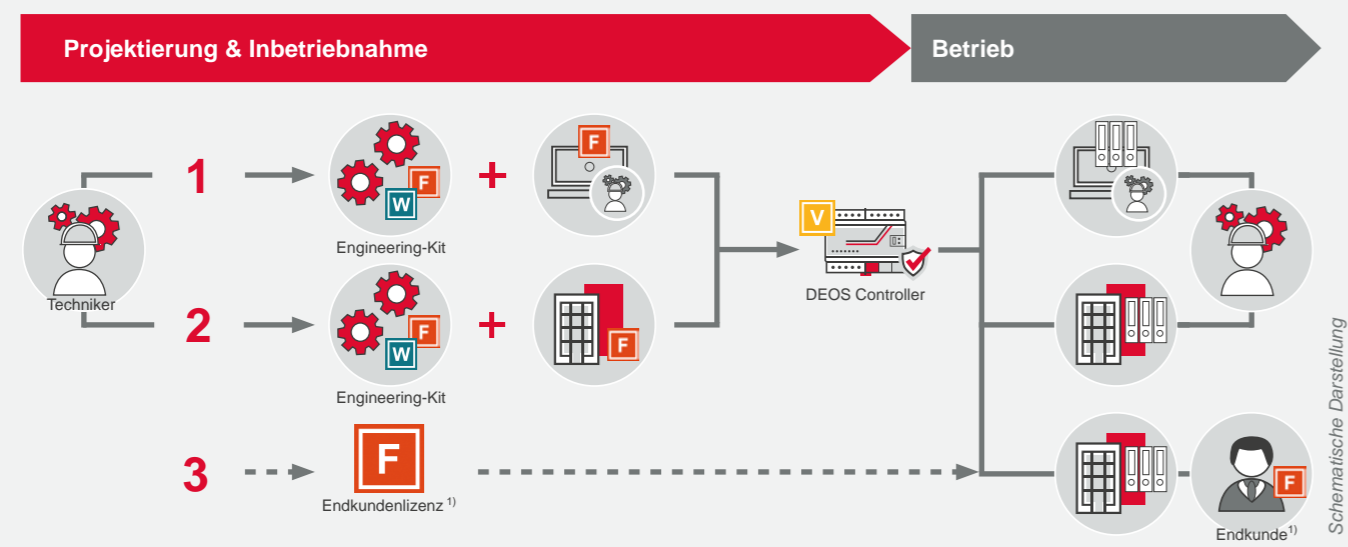 Projektierung & Inbetriebnahme
Betrieb
1
F
W
Engineering-Kit
+
F
Techniker
V
DEOS Controller
2
F
W
Engineering-Kit
+
F
3
F
Endkundenlizenz 1)
F
Endkunde1)
Schematische Darstellung